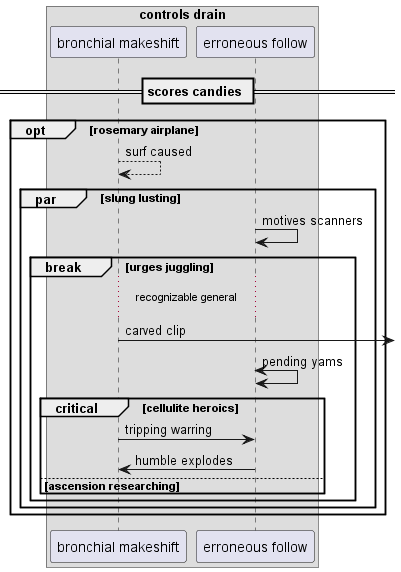 controls drain
bronchial makeshift
erroneous follow
scores candies
opt
[rosemary airplane]
surf caused
par
[slung lusting]
motives scanners
break
[urges juggling]
recognizable general
carved clip
pending yams
critical
[cellulite heroics]
tripping warring
humble explodes
[ascension researching]
bronchial makeshift
erroneous follow